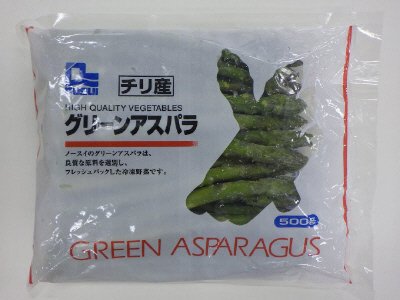 チリ産
HIGH QUALITY VEGETABLES
グリーンアスパラ
ノースイのグリーンアスパラは、
良質な原料を選別し、
フレッシュパックした冷凍野菜です。
500g
GREEN ASPARAGUS